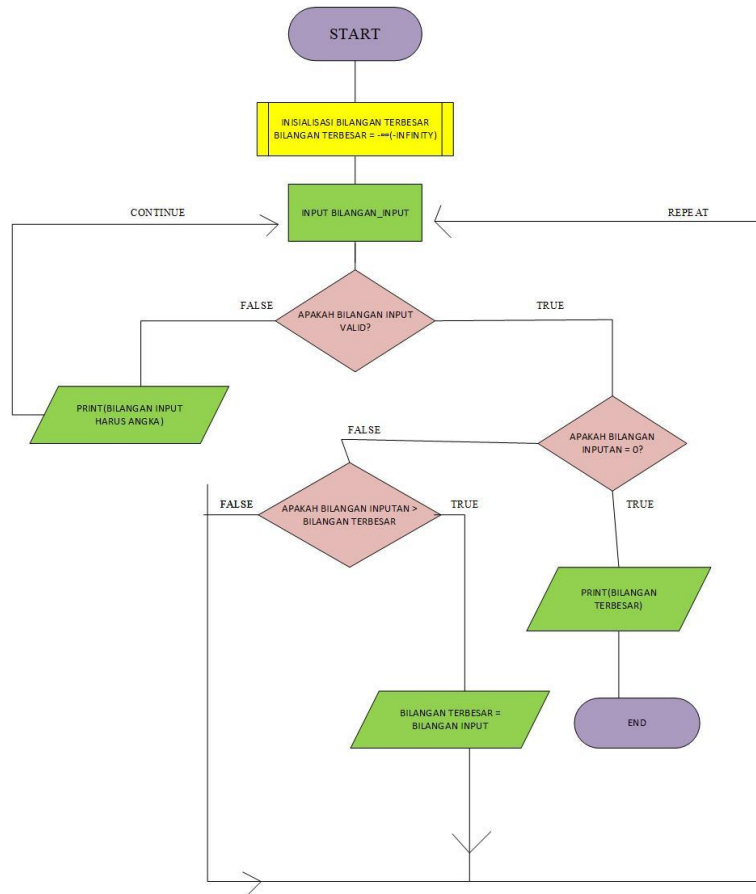 START
INISIALISASI BILANGAN TERBESAR
BILANGAN TERBESAR = -∞(-INFINITY)
CONTINUE
INPUT BILANGAN_INPUT
REPEAT
FALSE
APAKAH BILANGAN INPUT
VALID?
TRUE
PRINT(BILANGAN INPUT
HARUS ANGKA)
FALSE
APAKAH BILANGAN
INPUTAN = 0?
FALSE
APAKAH BILANGAN INPUTAN >
BILANGAN TERBESAR
TRUE
TRUE
PRINT(BILANGAN
TERBESAR)
BILANGAN TERBESAR =
BILANGAN INPUT
END